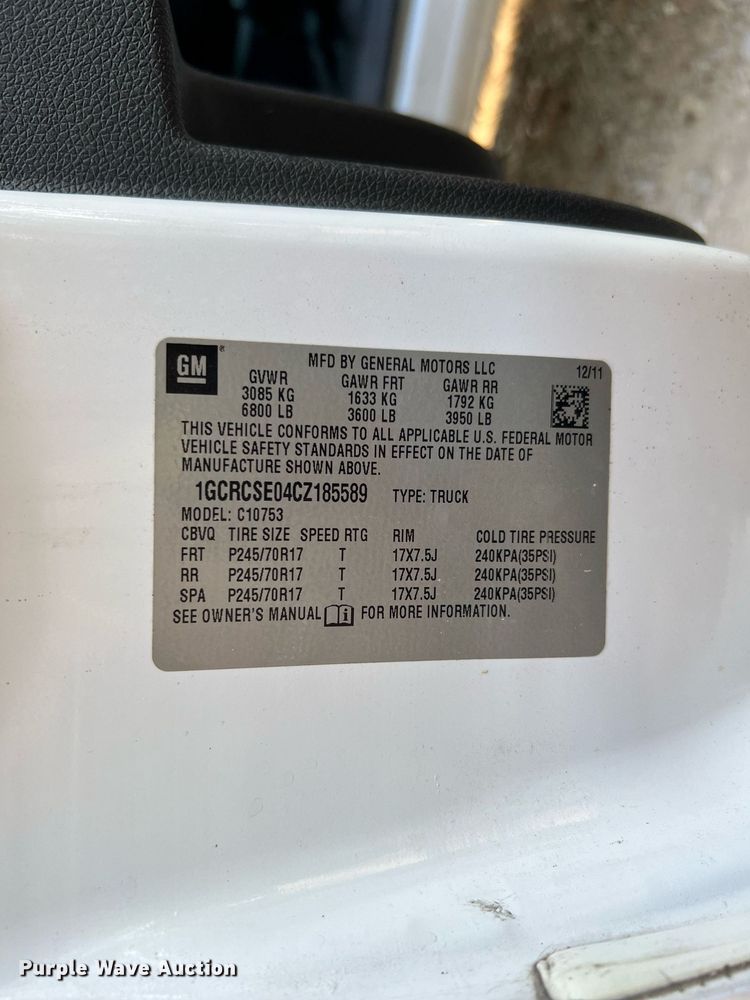 GM ®
MFD BY GENERAL MOTORS LLC
12/11
GVWR GAWR FRT GAWR RR
3085 KG 1633 KG 1792 KG
6800 LB 3600 LB 3950 LB
THIS VEHICLE CONFORMS TO ALL APPLICABLE U.S. FEDERAL MOTOR
VEHICLE SAFETY STANDARDS IN EFFECT ON THE DATE OF
MANUFACTURE SHOWN ABOVE.
1GCRCSE04CZ185589 TYPE: TRUCK
MODEL: C10753
CBVQ TIRE SIZE SPEED RTG RIM COLD TIRE PRESSURE
FRT P245/70R17 T 17X7.5J 240KPA(35PSI)
RR P245/70R17 T 17X7.5J 240KPA(35PSI)
SPA P245/70R17 T 17X7.5J 240KPA(35PSI)
SEE OWNER'S MANUAL i FOR MORE INFORMATION.
Purple Wave Auction